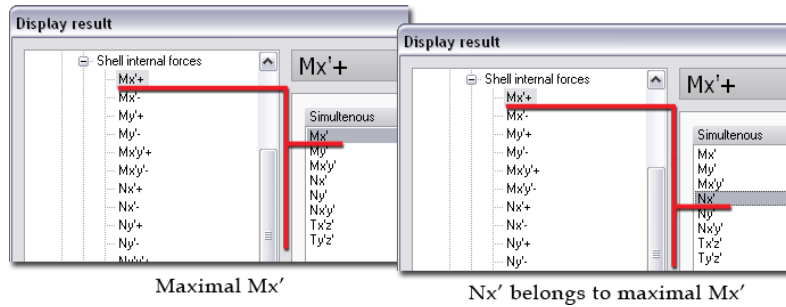 Display result
Shell internal forces
Mx'+
Mx'-
My'+
My'-
Mx'y'+
Mx'y'-
Nx'+
Nx'-
Ny'+
Ny'-
Mx'+
Simultenous
Mx'
My'
Mx'y'
Nx'
Ny'
Nx'y'
Tx'z'
Ty'z'
Maximal Mx'
Display result
Shell internal forces
Mx'+
Mx'-
My'+
My'-
Mx'y'+
Mx'y'-
Nx'+
Nx'-
Ny'+
Ny'-
Mx'+
Simultenous
Mx'
My'
Mx'y'
Nx'
Ny'
Nx'y'
Tx'z'
Ty'z'
Nx' belongs to maximal Mx'